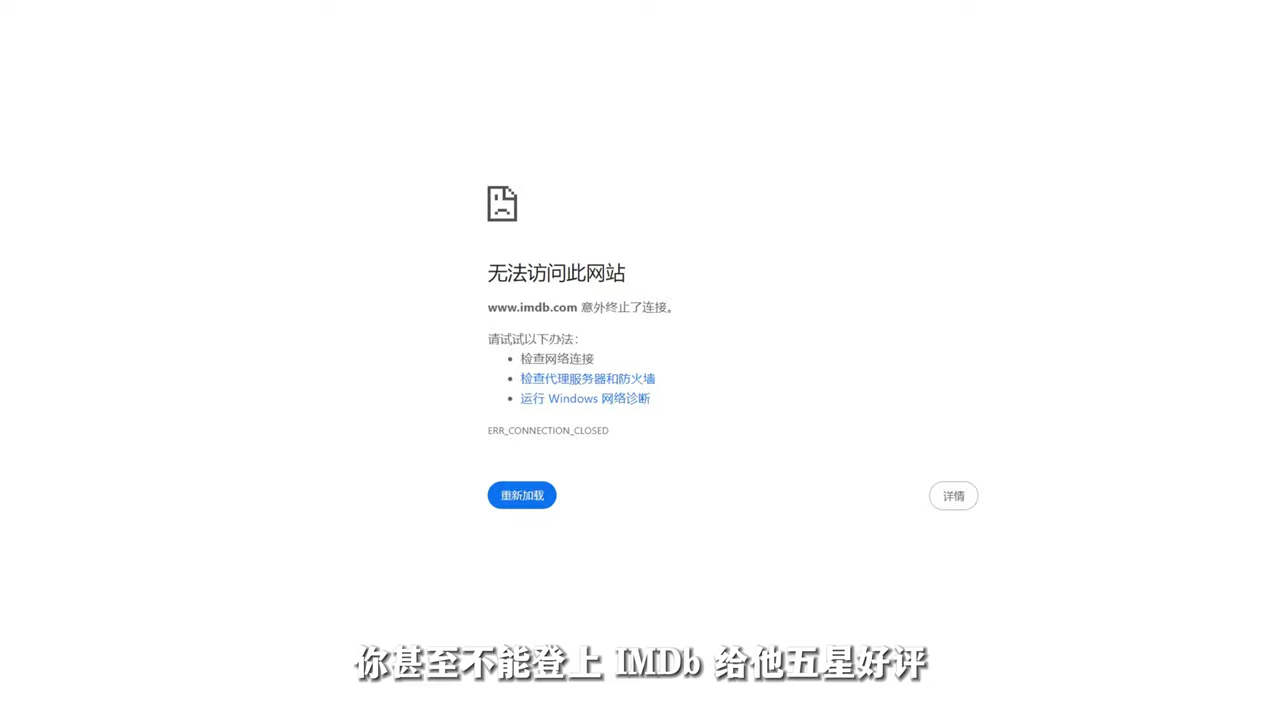 无法访问此网站
www.imdb.com 意外终止了连接。
请试试以下办法：
• 检查网络连接
• 检查代理服务器和防火墙
• 运行 Windows 网络诊断
ERR_CONNECTION_CLOSED
重新加载
详情
你甚至不能登上 IMDb 给他五星好评